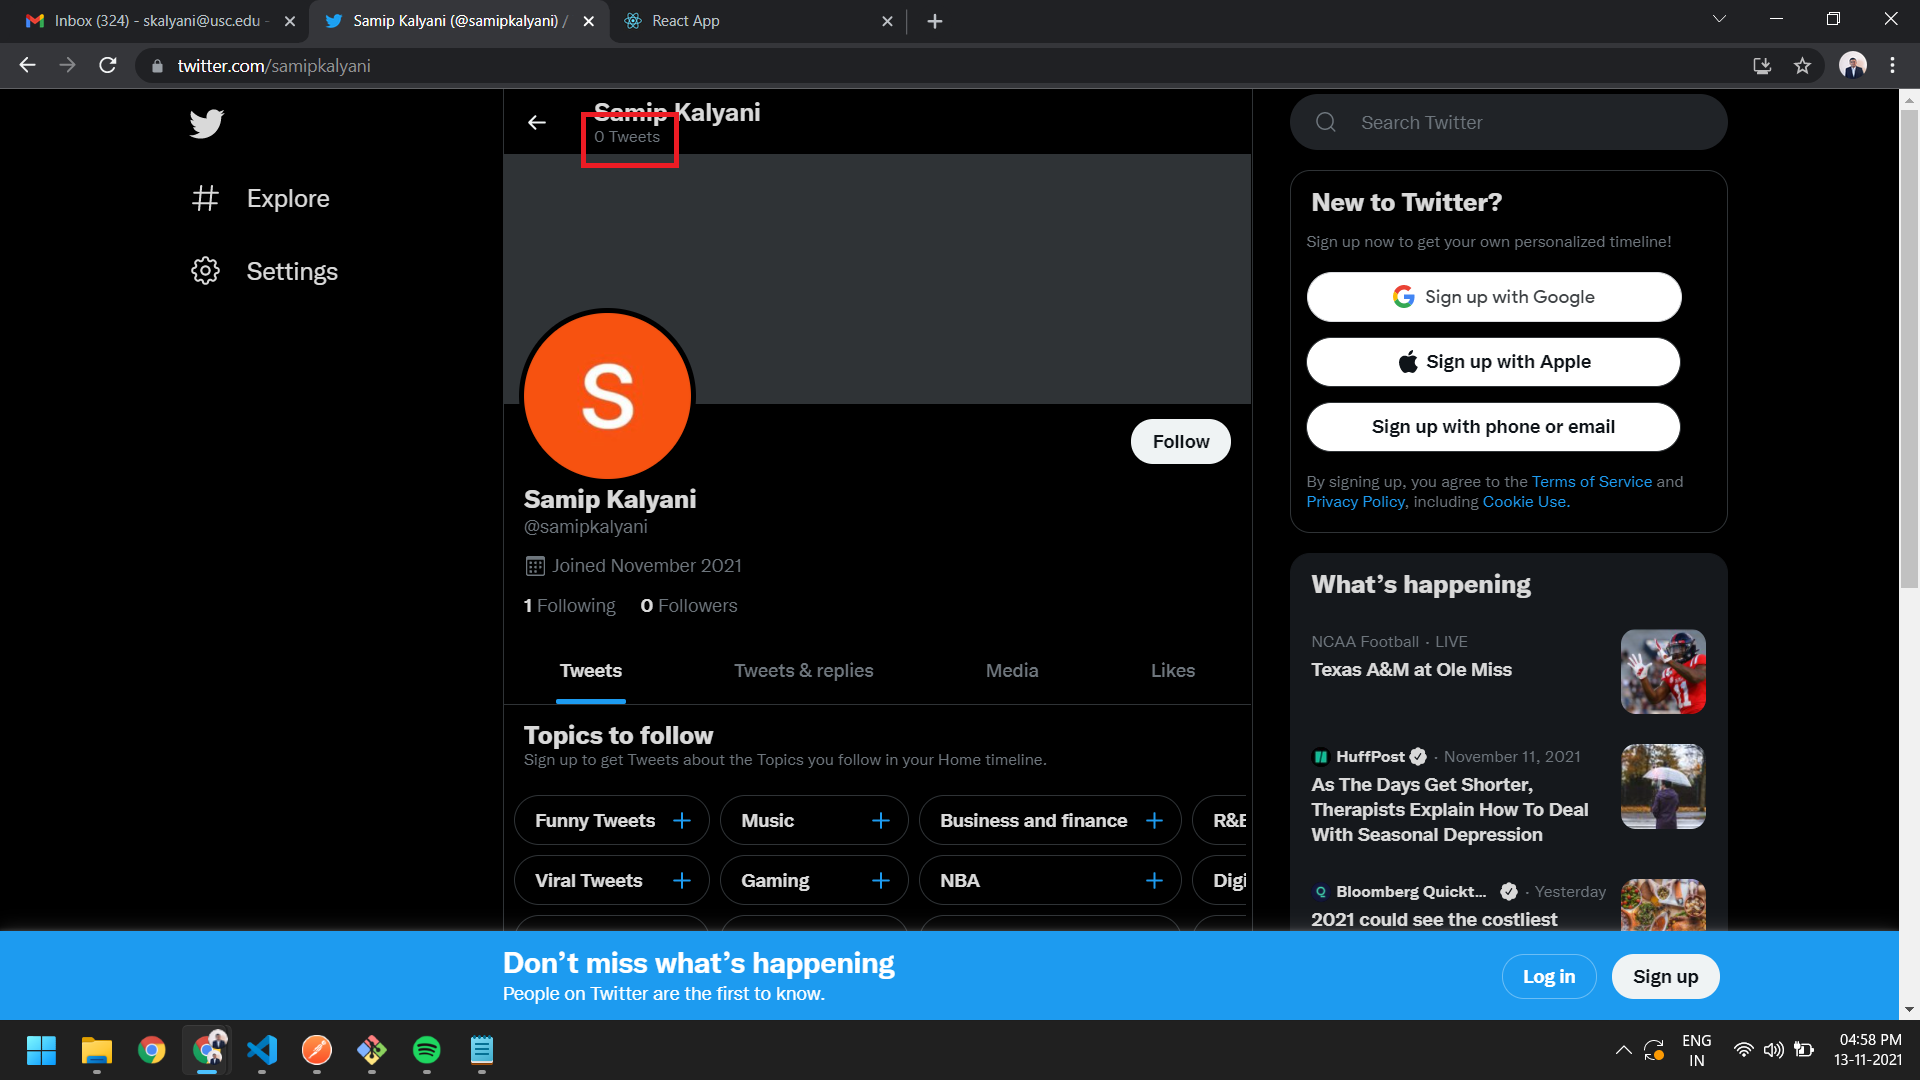 Inbox (324) - skalyani@usc.edu -
Samip Kalyani (@samipkalyani) /
React App
twitter.com/samipkalyani
Explore
Settings
Samip Kalyani
0 Tweets
S
Follow
Samip Kalyani
@samipkalyani
Joined November 2021
1 Following 0 Followers
Tweets Tweets & replies Media Likes
Topics to follow
Sign up to get Tweets about the Topics you follow in your Home timeline.
Funny Tweets Music Business and finance R&B
Viral Tweets Gaming NBA Digi
Search Twitter
New to Twitter?
Sign up now to get your own personalized timeline!
Sign up with Google
Sign up with Apple
Sign up with phone or email
By signing up, you agree to the Terms of Service and
Privacy Policy, including Cookie Use.
What’s happening
NCAA Football · LIVE
Texas A&M at Ole Miss
HuffPost · November 11, 2021
As The Days Get Shorter,
Therapists Explain How To Deal
With Seasonal Depression
Bloomberg Quickt... · Yesterday
2021 could see the costliest
Don’t miss what’s happening
People on Twitter are the first to know.
Log in
Sign up
ENG
IN
04:58 PM
13-11-2021